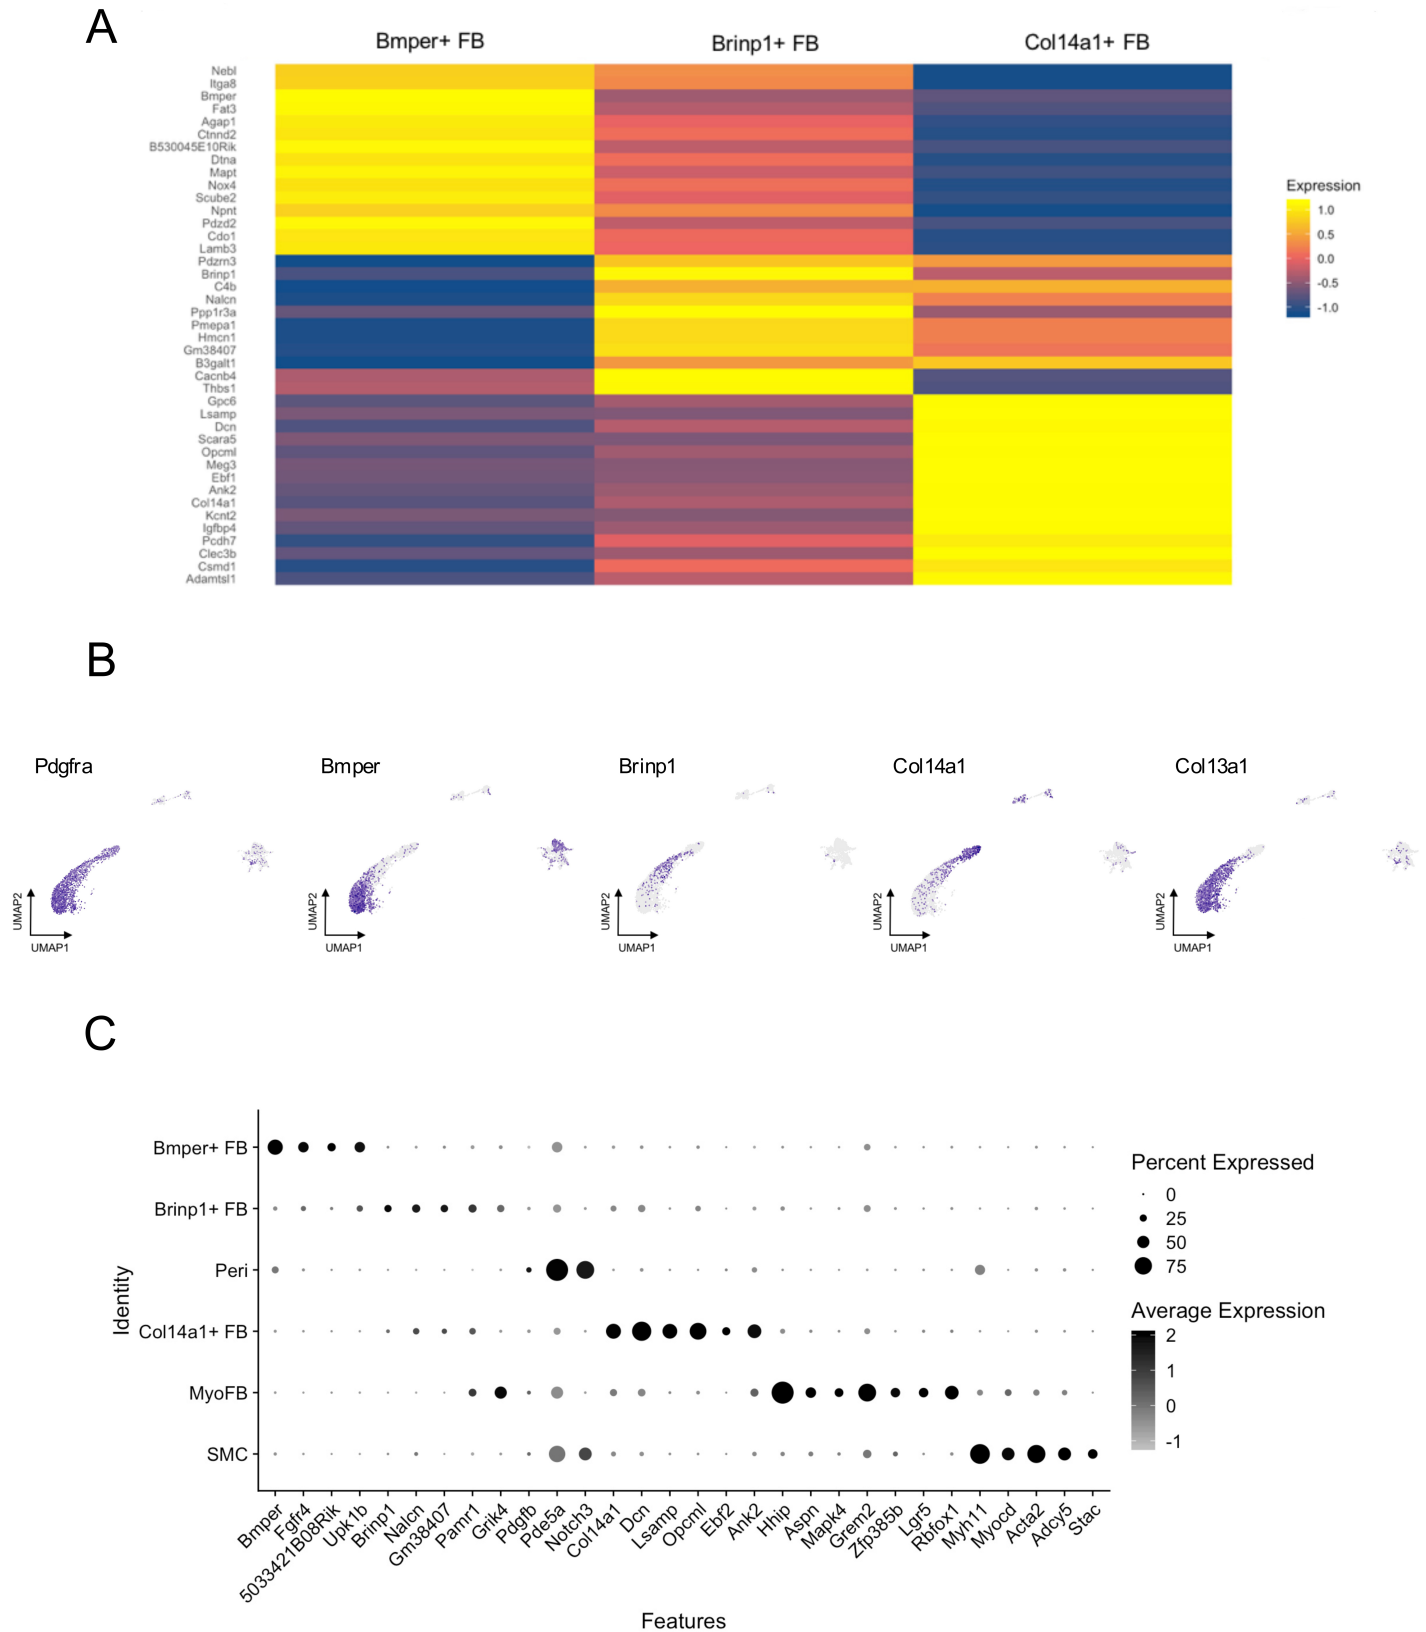 A
Bmper+ FB
Brinp1+ FB
Col14a1+ FB
Nebl
Itga8
Bmper
Fat3
Agap1
Ctnnd2
B530045E10Rik
Dtna
Mapt
Nox4
Scube2
Npnt
Pdzd2
Cdo1
Lamb3
Pdzrn3
Brinp1
C4b
Nalcn
Ppp1r3a
Pmepa1
Hmcn1
Gm38407
B3galt1
Cacnb4
Thbs1
Gpc6
Lsamp
Dcn
Scara5
Opcml
Meg3
Ebf1
Ank2
Col14a1
Kcnt2
Igfbp4
Pcdh7
Clec3b
Csmd1
Adamtsl1
Expression
1.0
0.5
0.0
-0.5
-1.0
B
Pdgfra
Bmper
Brinp1
Col14a1
Col13a1
UMAP2
UMAP1
UMAP2
UMAP1
UMAP2
UMAP1
UMAP2
UMAP1
UMAP2
UMAP1
C
Identity
Bmper+ FB
Brinp1+ FB
Peri
Col14a1+ FB
MyoFB
SMC
Bmper
Fgfr4
5033421B08Rik
Upk1b
Brinp1
Nalcn
Gm38407
Pamr1
Grik4
Pdgfb
Pde5a
Notch3
Col14a1
Dcn
Lsamp
Opcml
Ebf2
Ank2
Hhip
Aspn
Mapk4
Grem2
Zfp385b
Lgr5
Rbfox1
Myh11
Myocd
Acta2
Adcy5
Stac
Features
Percent Expressed
0
25
50
75
Average Expression
2
1
0
-1